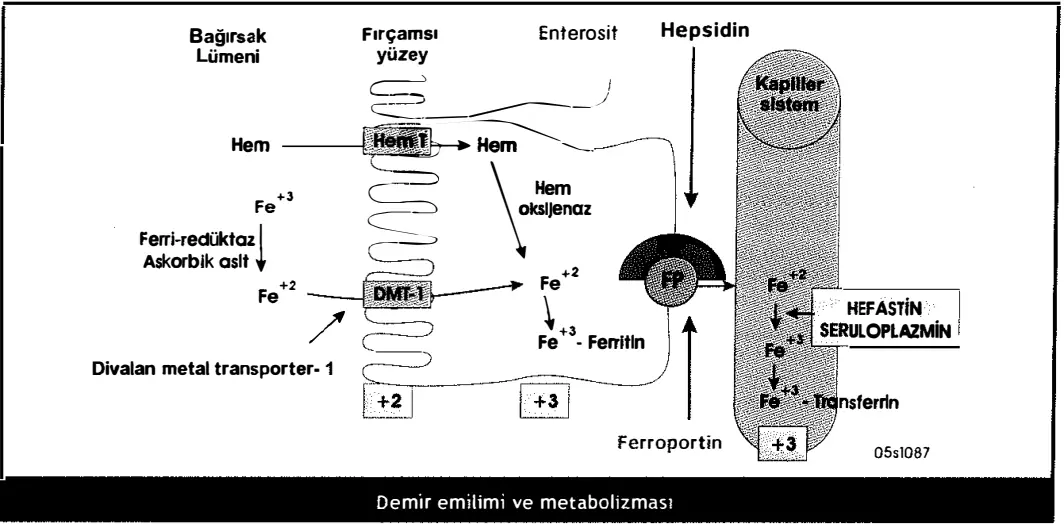 Bağırsak
Lümeni
Fırçamsı
yüzey
Enterosit
Hepsidin
Kapiller
sistem
Hem
Hem T
Hem
Fe+3
Hem
oksijenaz
Ferri-redüktaz
Askorbik asit
Fe+2
DMT-1
Fe+2
FP
Fe+2
HEFASTİN
SERULOPLAZMİN
Fe+3 - Ferritin
Fe+3
Divalan metal transporter- 1
Fe+3 - Transferrin
+2
+3
Ferroportin
+3
05s1087
Demir emilimi ve metabolizması